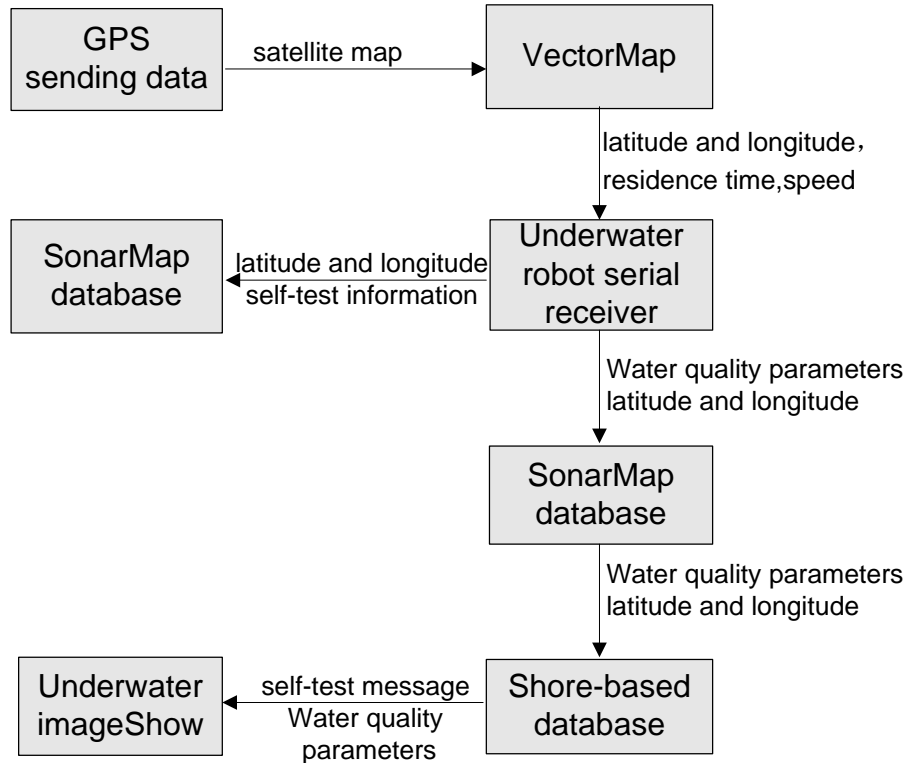 GPS
sending data
satellite map
VectorMap
latitude and longitude，
residence time,speed
SonarMap
database
latitude and longitude
self-test information
Underwater
robot serial
receiver
Water quality parameters
latitude and longitude
SonarMap
database
Water quality parameters
latitude and longitude
Underwater
imageShow
self-test message
Water quality
parameters
Shore-based
database